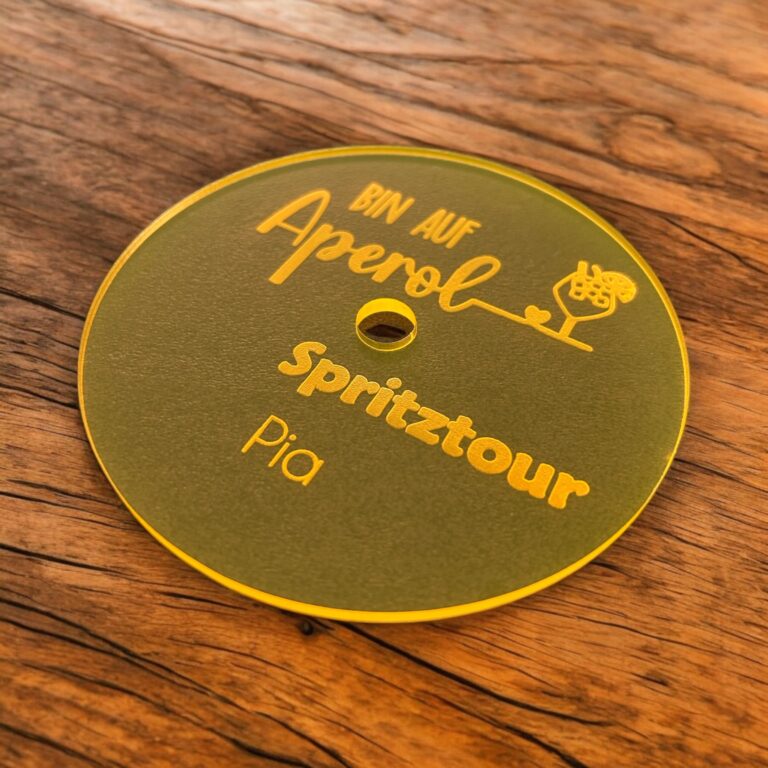 BIN AUF
Aperol
Spritztour
Pia